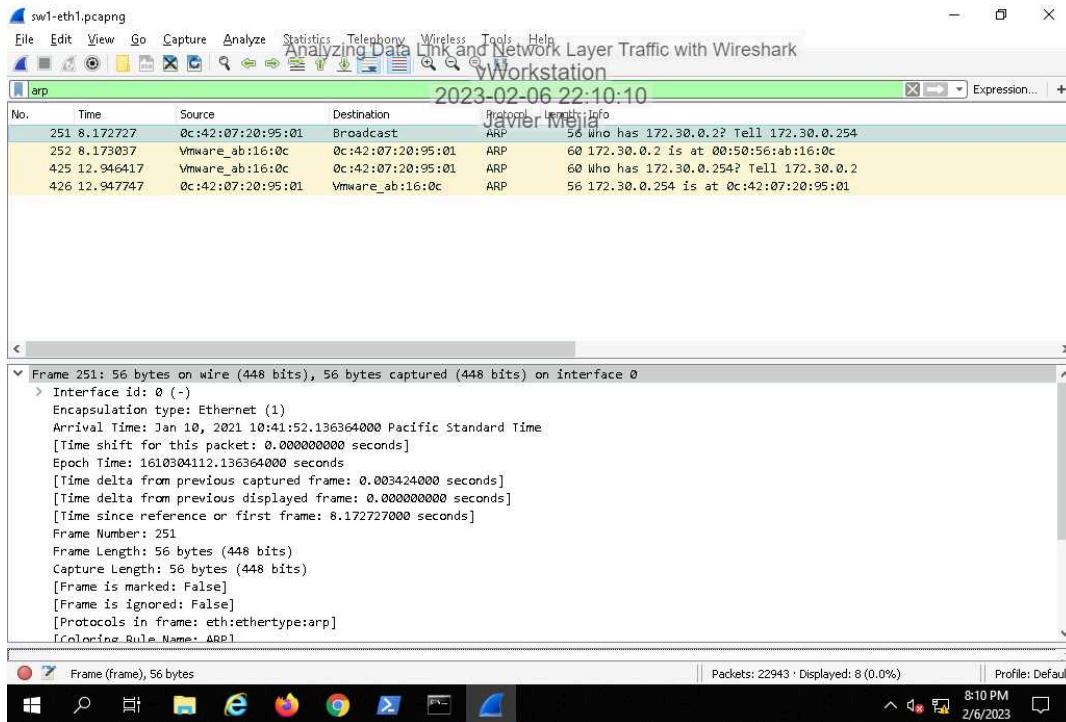 sw1-eth1.pcapng
File Edit View Go Capture Analyze Statistics Telephony Wireless Tools Help
Analyzing Data Link and Network Layer Traffic with Wireshark
vWorkstation
2023-02-06 22:10:10
Javier Mejia
arp
Expression... +
No. Time Source Destination Protocol Length Info
251 8.172727 0c:42:07:20:95:01 Broadcast ARP 56 Who has 172.30.0.2? Tell 172.30.0.254
252 8.173037 Vmware_ab:16:0c 0c:42:07:20:95:01 ARP 60 172.30.0.2 is at 00:50:56:ab:16:0c
425 12.946417 Vmware_ab:16:0c 0c:42:07:20:95:01 ARP 60 Who has 172.30.0.254? Tell 172.30.0.2
426 12.947747 0c:42:07:20:95:01 Vmware_ab:16:0c ARP 56 172.30.0.254 is at 0c:42:07:20:95:01
Frame 251: 56 bytes on wire (448 bits), 56 bytes captured (448 bits) on interface 0
Interface id: 0 (-)
Encapsulation type: Ethernet (1)
Arrival Time: Jan 10, 2021 10:41:52.136364000 Pacific Standard Time
[Time shift for this packet: 0.000000000 seconds]
Epoch Time: 1610304112.136364000 seconds
[Time delta from previous captured frame: 0.003424000 seconds]
[Time delta from previous displayed frame: 0.000000000 seconds]
[Time since reference or first frame: 8.172727000 seconds]
Frame Number: 251
Frame Length: 56 bytes (448 bits)
Capture Length: 56 bytes (448 bits)
[Frame is marked: False]
[Frame is ignored: False]
[Protocols in frame: eth:ethertype:arp]
[Coloring Rule Name: ARP]
Frame (frame), 56 bytes
Packets: 22943 · Displayed: 8 (0.0%)
Profile: Defaul
8:10 PM
2/6/2023